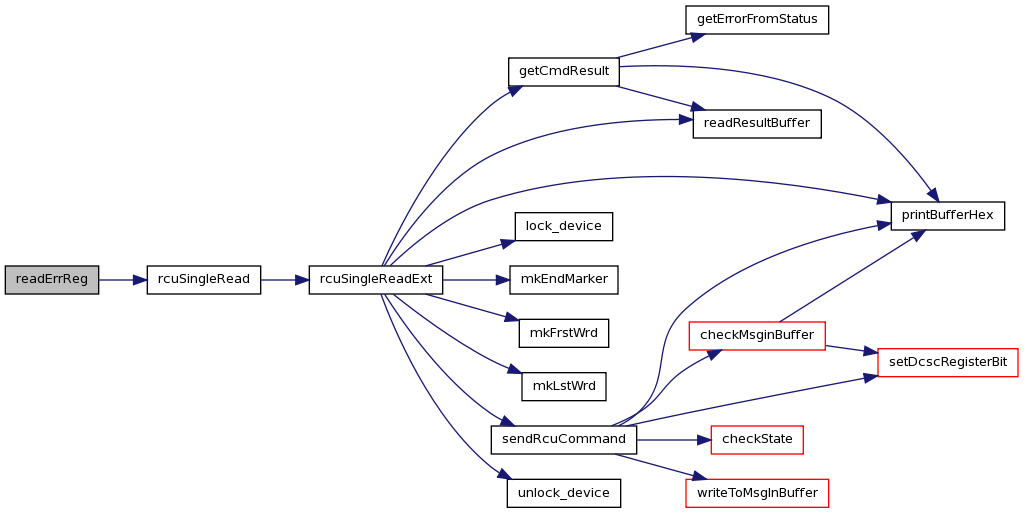 getErrorFromStatus
getCmdResult
readResultBuffer
printBufferHex
lock_device
readErrReg
rcuSingleRead
rcuSingleReadExt
mkEndMarker
mkFrstWrd
checkMsginBuffer
setDcscRegisterBit
mkLstWrd
sendRcuCommand
checkState
unlock_device
writeToMsgInBuffer